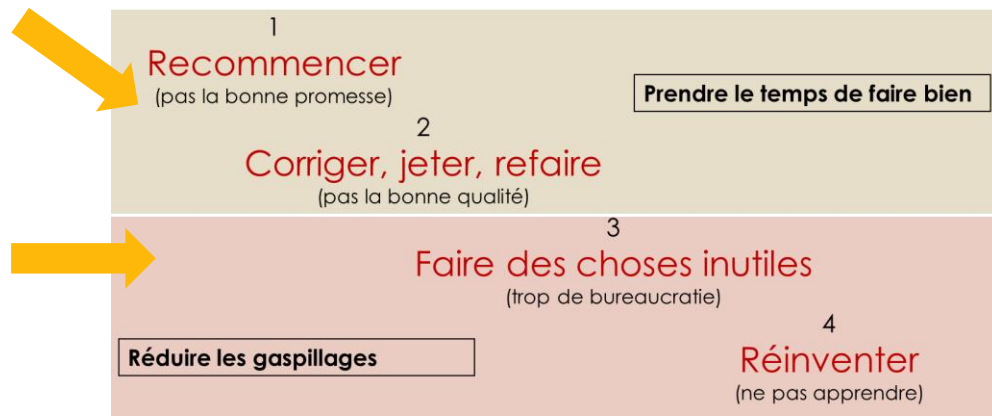 1
Recommencer
(pas la bonne promesse)
Prendre le temps de faire bien
2
Corriger, jeter, refaire
(pas la bonne qualité)
3
Faire des choses inutiles
(trop de bureaucratie)
4
Réduire les gaspillages
Réinventer
(ne pas apprendre)